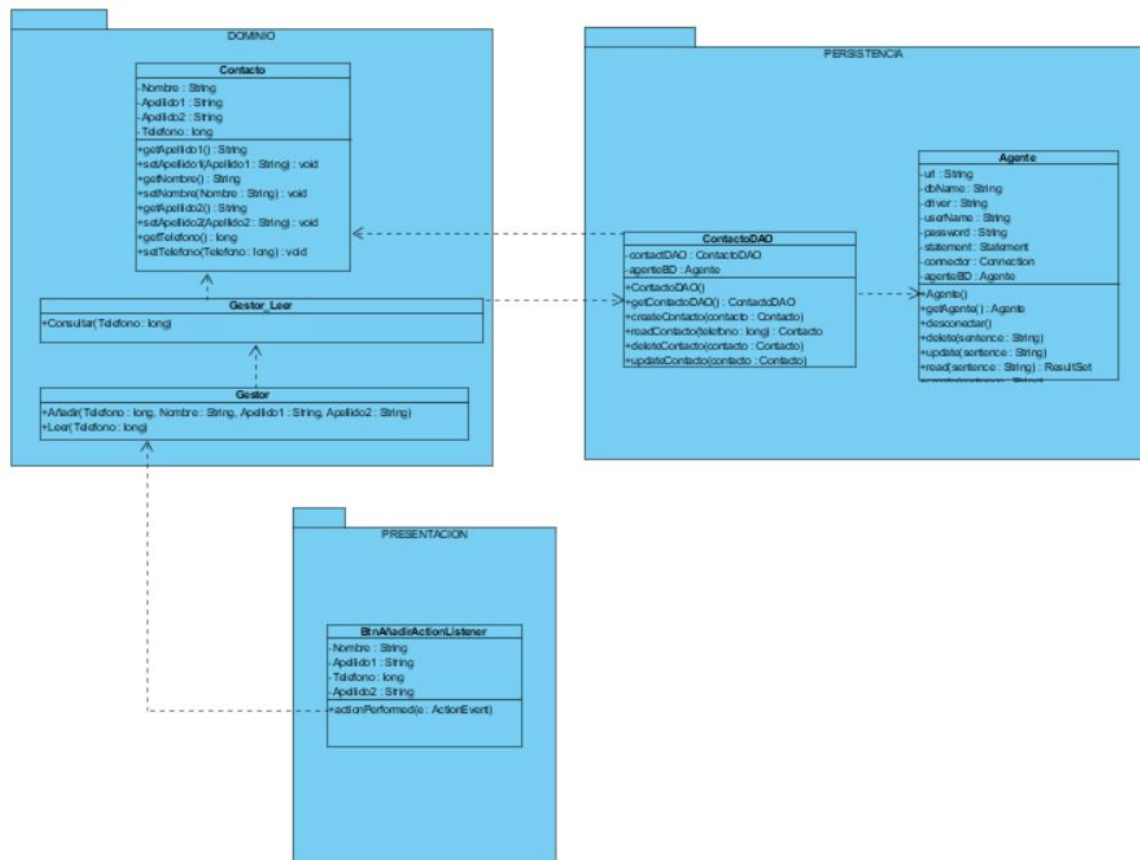 DOMINIO
Contacto
-Nombre : String
-Apellido1 : String
-Apellido2 : String
-Telefono : long
+getApellido1() : String
+setApellido1(Apellido1 : String) : void
+getNombre() : String
+setNombre(Nombre : String) : void
+getApellido2() : String
+setApellido2(Apellido2 : String) : void
+getTelefono() : long
+setTelefono(Telefono : long) : void
Gestor_Leer
+Consultar(Telefono : long)
Gestor
+Añadir(Telefono : long, Nombre : String, Apellido1 : String, Apellido2 : String)
+Leer(Telefono : long)
PERSISTENCIA
ContactoDAO
-contactDAO : ContactoDAO
-agenteBD : Agente
+ContactoDAO()
+getContactoDAO() : ContactoDAO
+createContacto(contacto : Contacto)
+readContacto(telefono : long) : Contacto
+deleteContacto(contacto : Contacto)
+updateContacto(contacto : Contacto)
Agente
-url : String
-dbName : String
-driver : String
-userName : String
-password : String
-statement : Statement
-connector : Connection
-agenteBD : Agente
+Agente()
+getAgente() : Agente
+desconectar()
+delete(sentence : String)
+update(sentence : String)
+read(sentence : String) : ResultSet
PRESENTACION
BtnAñadirActionListener
-Nombre : String
-Apellido1 : String
-Telefono : long
-Apellido2 : String
+actionPerformed(e : ActionEvent)